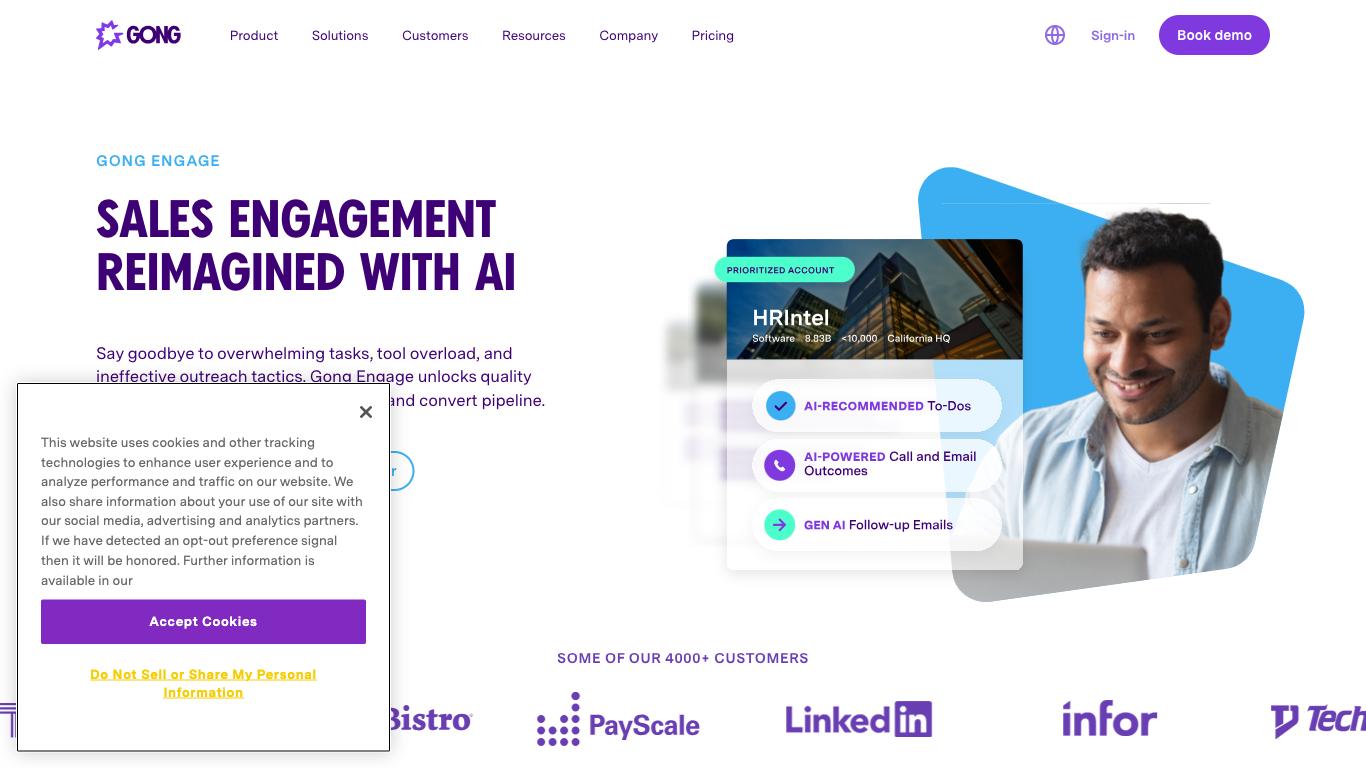 GONG
Product Solutions Customers Resources Company Pricing
Sign-in
Book demo
GONG ENGAGE
SALES ENGAGEMENT
REIMAGINED WITH AI
Say goodbye to overwhelming tasks, tool overload, and
ineffective outreach tactics. Gong Engage unlocks quality
and convert pipeline.
PRIORITIZED ACCOUNT
HRIntel
Software 8.83B <10,000 California HQ
AI-RECOMMENDED To-Dos
AI-POWERED Call and Email
Outcomes
GEN AI Follow-up Emails
This website uses cookies and other tracking
technologies to enhance user experience and to
analyze performance and traffic on our website. We
also share information about your use of our site with
our social media, advertising and analytics partners.
If we have detected an opt-out preference signal
then it will be honored. Further information is
available in our
Accept Cookies
Do Not Sell or Share My Personal
Information
SOME OF OUR 4000+ CUSTOMERS
Bistro
PayScale
Linked in
infor
Tech